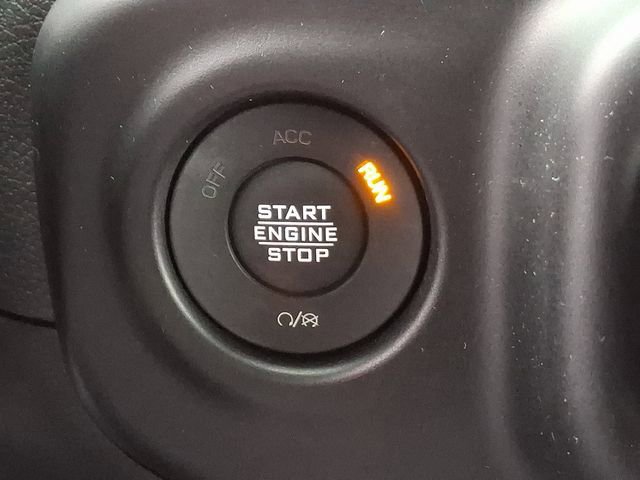 ACC
OFF
RUN
START
ENGINE
STOP